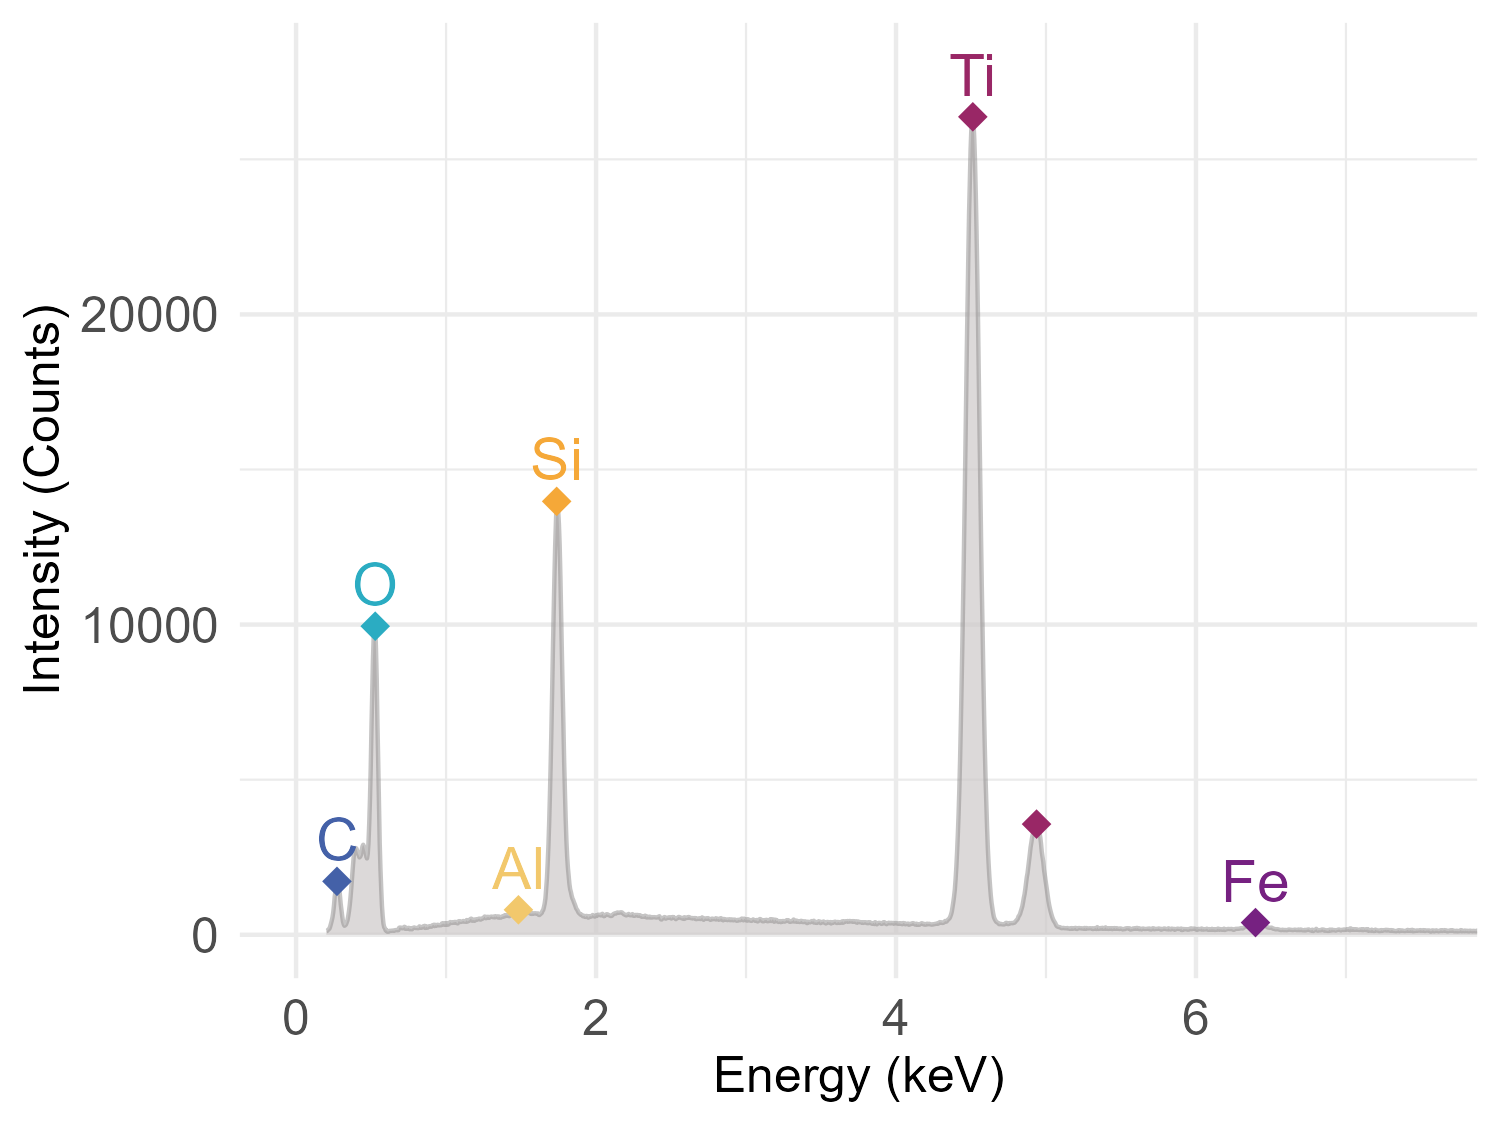 Ti
Si
O
C
Al
Fe
20000
10000
0
0 2 4 6
Energy (keV)
Intensity (Counts)